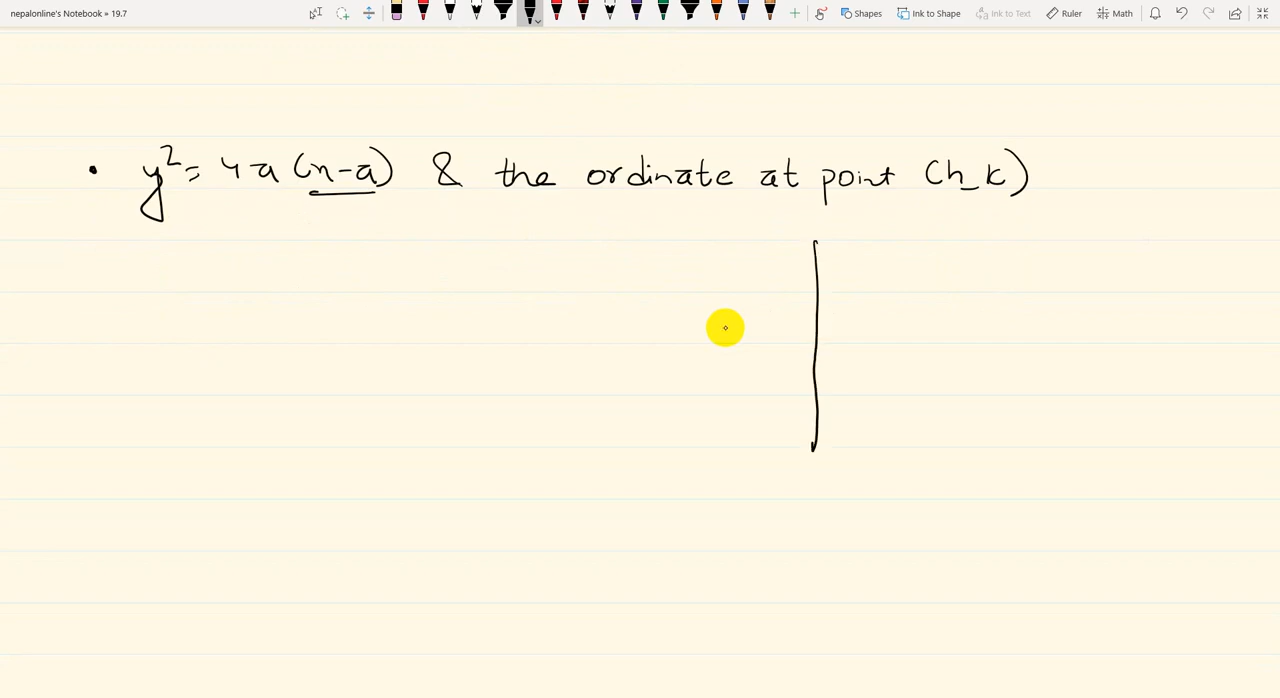 nepalonline's Notebook » 19.7
Shapes Ink to Shape Ink to Text Ruler Math
• y² = 4a(x-a) & the ordinate at point (h, k)